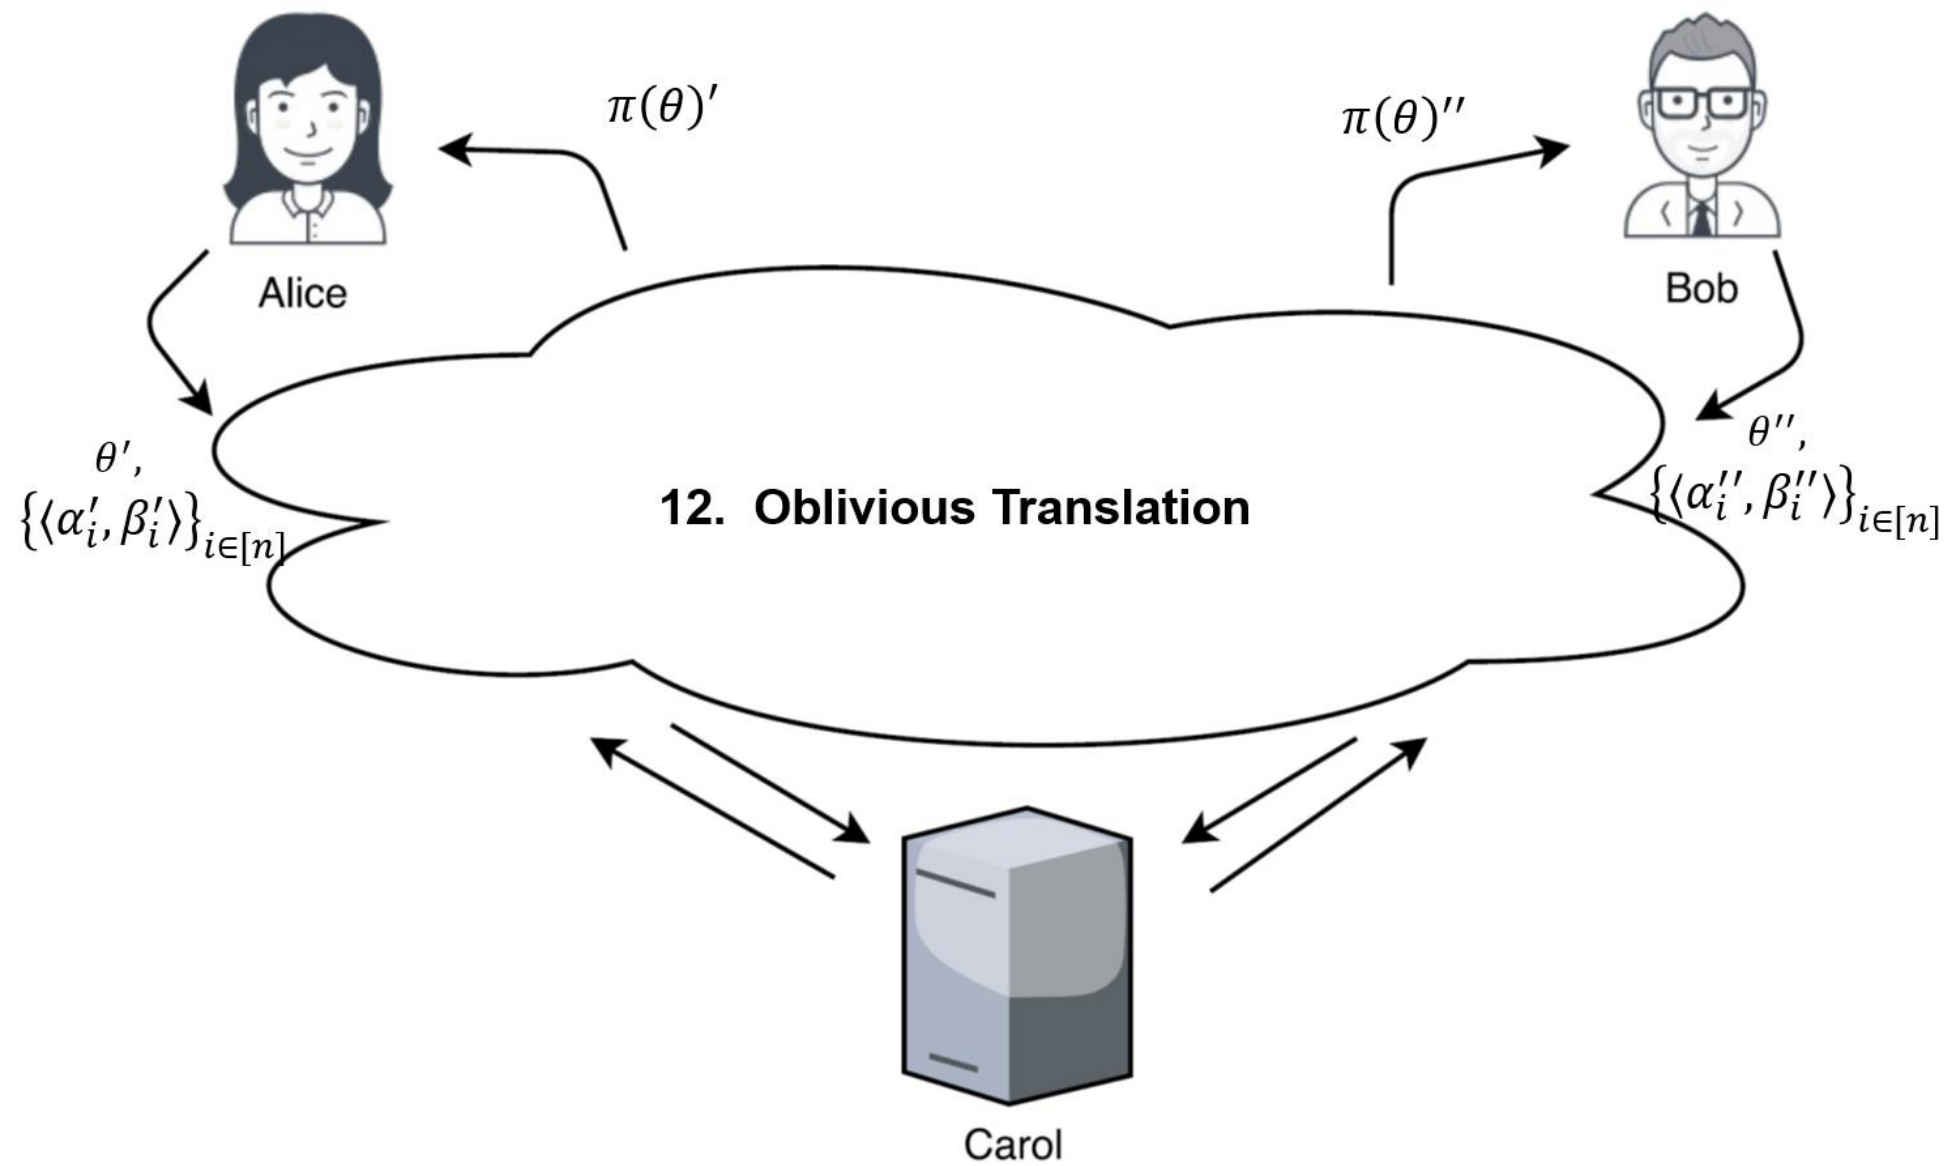 π(θ)′
π(θ)′′
Alice
Bob
θ′,
{⟨α′ᵢ, β′ᵢ⟩}ᵢ∈[n]
12. Oblivious Translation
θ′′,
{⟨α′′ᵢ, β′′ᵢ⟩}ᵢ∈[n]
Carol